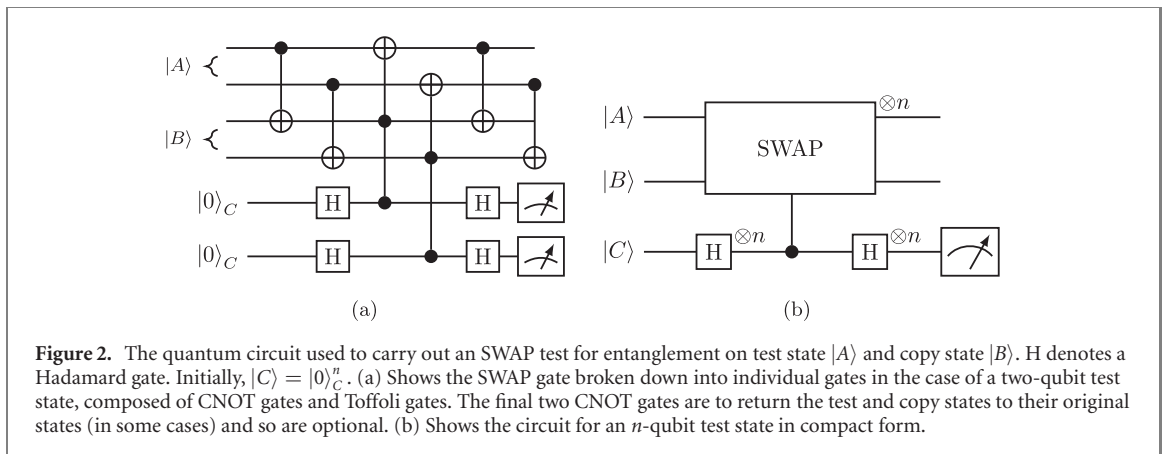 |A⟩
|B⟩
|0⟩C H H
|0⟩C H H
(a)
⊗n
|A⟩
SWAP
|B⟩
⊗n ⊗n
|C⟩ H H
(b)
Figure 2. The quantum circuit used to carry out an SWAP test for entanglement on test state |A⟩ and copy state |B⟩. H denotes a
Hadamard gate. Initially, |C⟩ = |0⟩ⁿC. (a) Shows the SWAP gate broken down into individual gates in the case of a two-qubit test
state, composed of CNOT gates and Toffoli gates. The final two CNOT gates are to return the test and copy states to their original
states (in some cases) and so are optional. (b) Shows the circuit for an n-qubit test state in compact form.